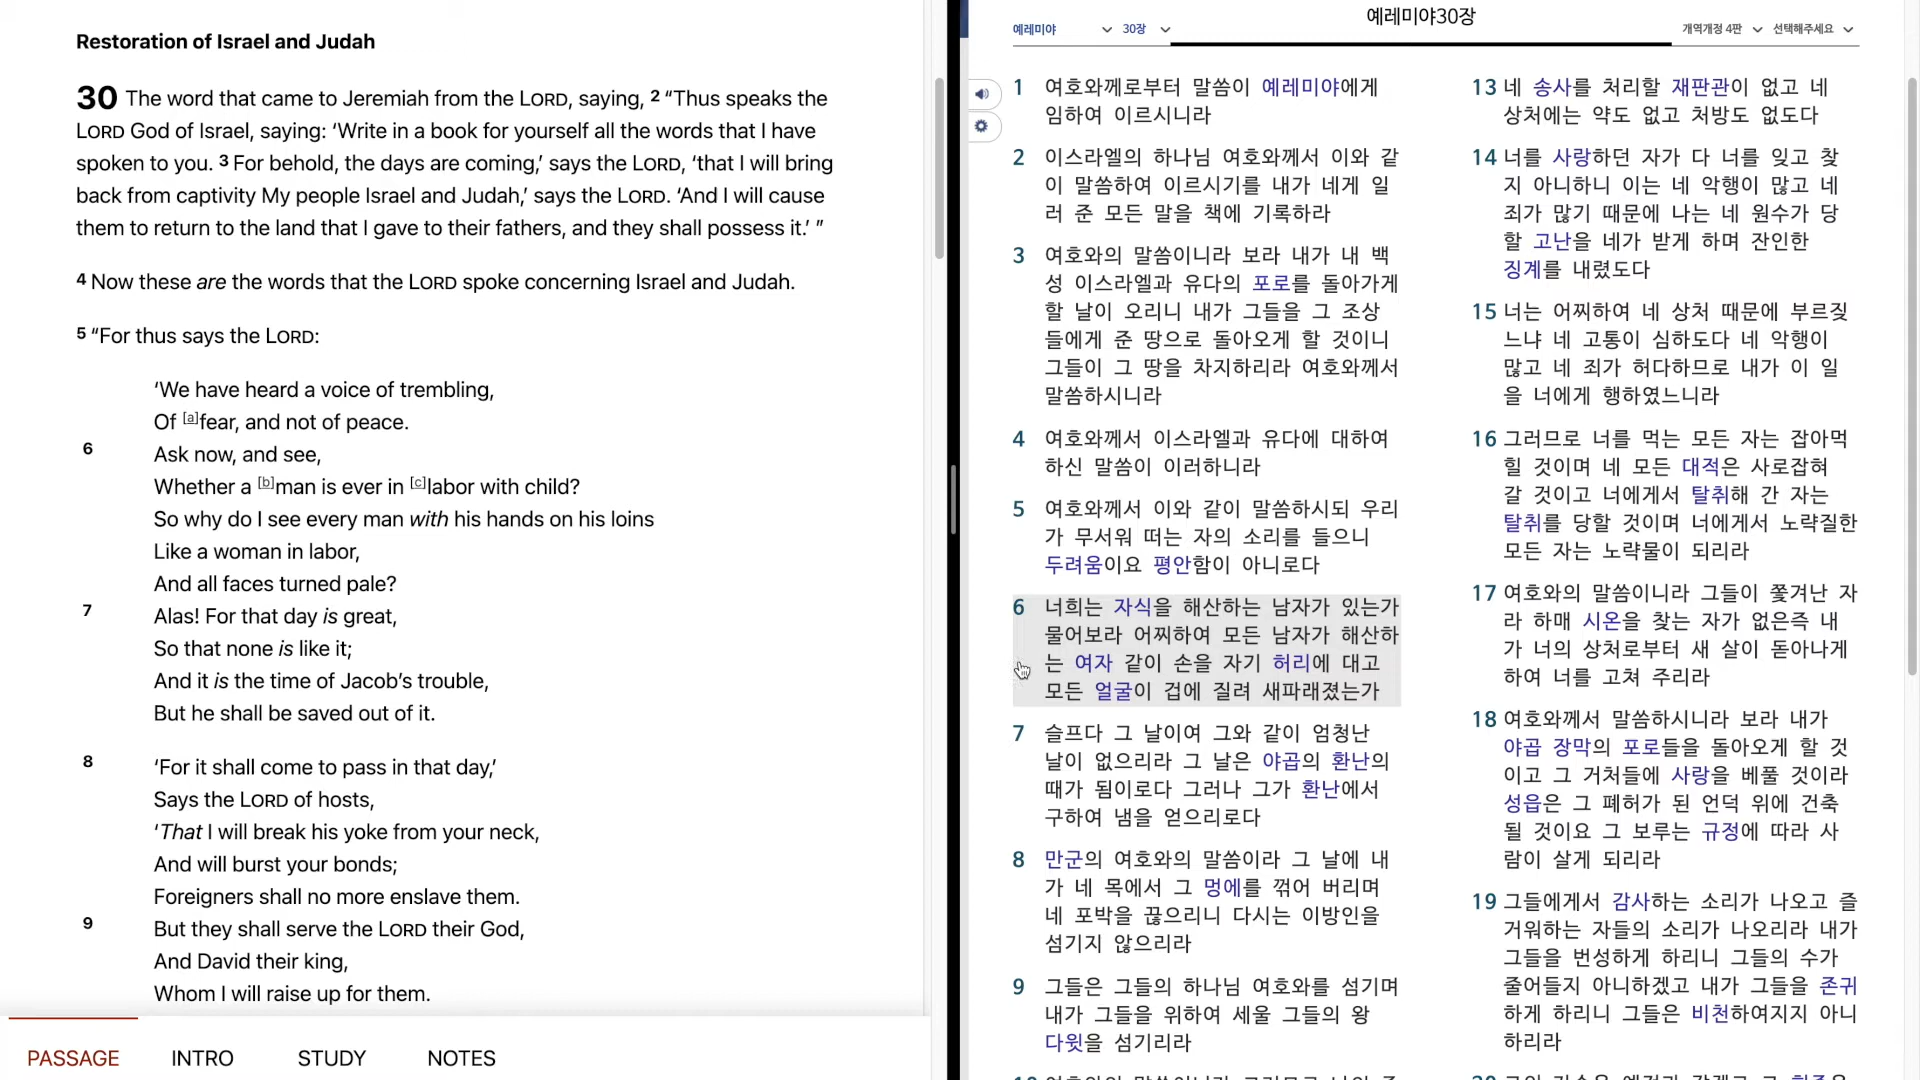 Restoration of Israel and Judah
30 The word that came to Jeremiah from the LORD, saying, 2 “Thus speaks the
LORD God of Israel, saying: ‘Write in a book for yourself all the words that I have
spoken to you. 3 For behold, the days are coming,’ says the LORD, ‘that I will bring
back from captivity My people Israel and Judah,’ says the LORD. ‘And I will cause
them to return to the land that I gave to their fathers, and they shall possess it.’ ”
4 Now these are the words that the LORD spoke concerning Israel and Judah.
5 “For thus says the LORD:
‘We have heard a voice of trembling,
Of [a]fear, and not of peace.
6 Ask now, and see,
Whether a [b]man is ever in [c]labor with child?
So why do I see every man with his hands on his loins
Like a woman in labor,
And all faces turned pale?
7 Alas! For that day is great,
So that none is like it;
And it is the time of Jacob’s trouble,
But he shall be saved out of it.
8 ‘For it shall come to pass in that day,’
Says the LORD of hosts,
‘That I will break his yoke from your neck,
And will burst your bonds;
Foreigners shall no more enslave them.
9 But they shall serve the LORD their God,
And David their king,
Whom I will raise up for them.
PASSAGE INTRO STUDY NOTES
예레미야30장
예레미야 30장 개역개정 4판 선택해주세요
1 여호와께로부터 말씀이 예레미야에게
임하여 이르시니라
2 이스라엘의 하나님 여호와께서 이와 같
이 말씀하여 이르시기를 내가 네게 일
러 준 모든 말을 책에 기록하라
3 여호와의 말씀이니라 보라 내가 내 백
성 이스라엘과 유다의 포로를 돌아가게
할 날이 오리니 내가 그들을 그 조상
들에게 준 땅으로 돌아오게 할 것이니
그들이 그 땅을 차지하리라 여호와께서
말씀하시니라
4 여호와께서 이스라엘과 유다에 대하여
하신 말씀이 이러하니라
5 여호와께서 이와 같이 말씀하시되 우리
가 무서워 떠는 자의 소리를 들으니
두려움이요 평안함이 아니로다
6 너희는 자식을 해산하는 남자가 있는가
물어보라 어찌하여 모든 남자가 해산하
는 여자 같이 손을 자기 허리에 대고
모든 얼굴이 겁에 질려 새파래졌는가
7 슬프다 그 날이여 그와 같이 엄청난
날이 없으리라 그 날은 야곱의 환난의
때가 됨이로다 그러나 그가 환난에서
구하여 냄을 얻으리로다
8 만군의 여호와의 말씀이라 그 날에 내
가 네 목에서 그 멍에를 꺾어 버리며
네 포박을 끊으리니 다시는 이방인을
섬기지 않으리라
9 그들은 그들의 하나님 여호와를 섬기며
내가 그들을 위하여 세울 그들의 왕
다윗을 섬기리라
13 네 송사를 처리할 재판관이 없고 네
상처에는 약도 없고 처방도 없도다
14 너를 사랑하던 자가 다 너를 잊고 찾
지 아니하니 이는 네 악행이 많고 네
죄가 많기 때문에 나는 네 원수가 당
할 고난을 네가 받게 하며 잔인한
징계를 내렸도다
15 너는 어찌하여 네 상처 때문에 부르짖
느냐 네 고통이 심하도다 네 악행이
많고 네 죄가 허다하므로 내가 이 일
을 너에게 행하였느니라
16 그러므로 너를 먹는 모든 자는 잡아먹
힐 것이며 네 모든 대적은 사로잡혀
갈 것이고 너에게서 탈취해 간 자는
탈취를 당할 것이며 너에게서 노략질한
모든 자는 노략물이 되리라
17 여호와의 말씀이니라 그들이 쫓겨난 자
라 하매 시온을 찾는 자가 없은즉 내
가 너의 상처로부터 새 살이 돋아나게
하여 너를 고쳐 주리라
18 여호와께서 말씀하시니라 보라 내가
야곱 장막의 포로들을 돌아오게 할 것
이고 그 거처들에 사랑을 베풀 것이라
성읍은 그 폐허가 된 언덕 위에 건축
될 것이요 그 보루는 규정에 따라 사
람이 살게 되리라
19 그들에게서 감사하는 소리가 나오고 즐
거워하는 자들의 소리가 나오리라 내가
그들을 번성하게 하리니 그들의 수가
줄어들지 아니하겠고 내가 그들을 존귀
하게 하리니 그들은 비천하여지지 아니
하리라